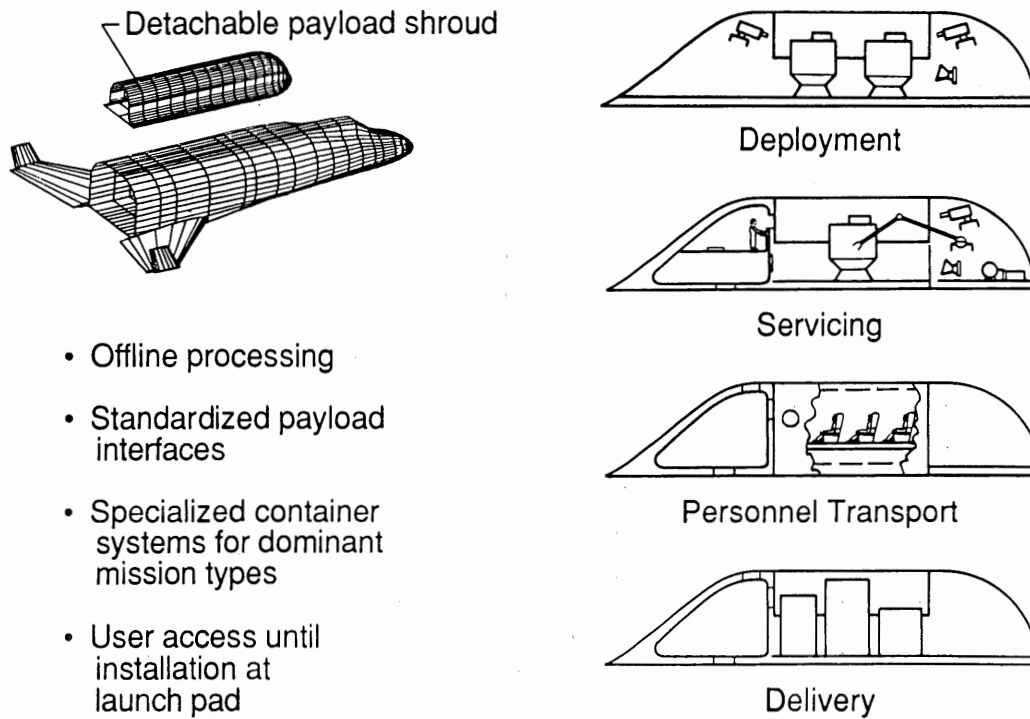 Detachable payload shroud
• Offline processing
• Standardized payload
interfaces
• Specialized container
systems for dominant
mission types
• User access until
installation at
launch pad
Deployment
Servicing
Personnel Transport
Delivery